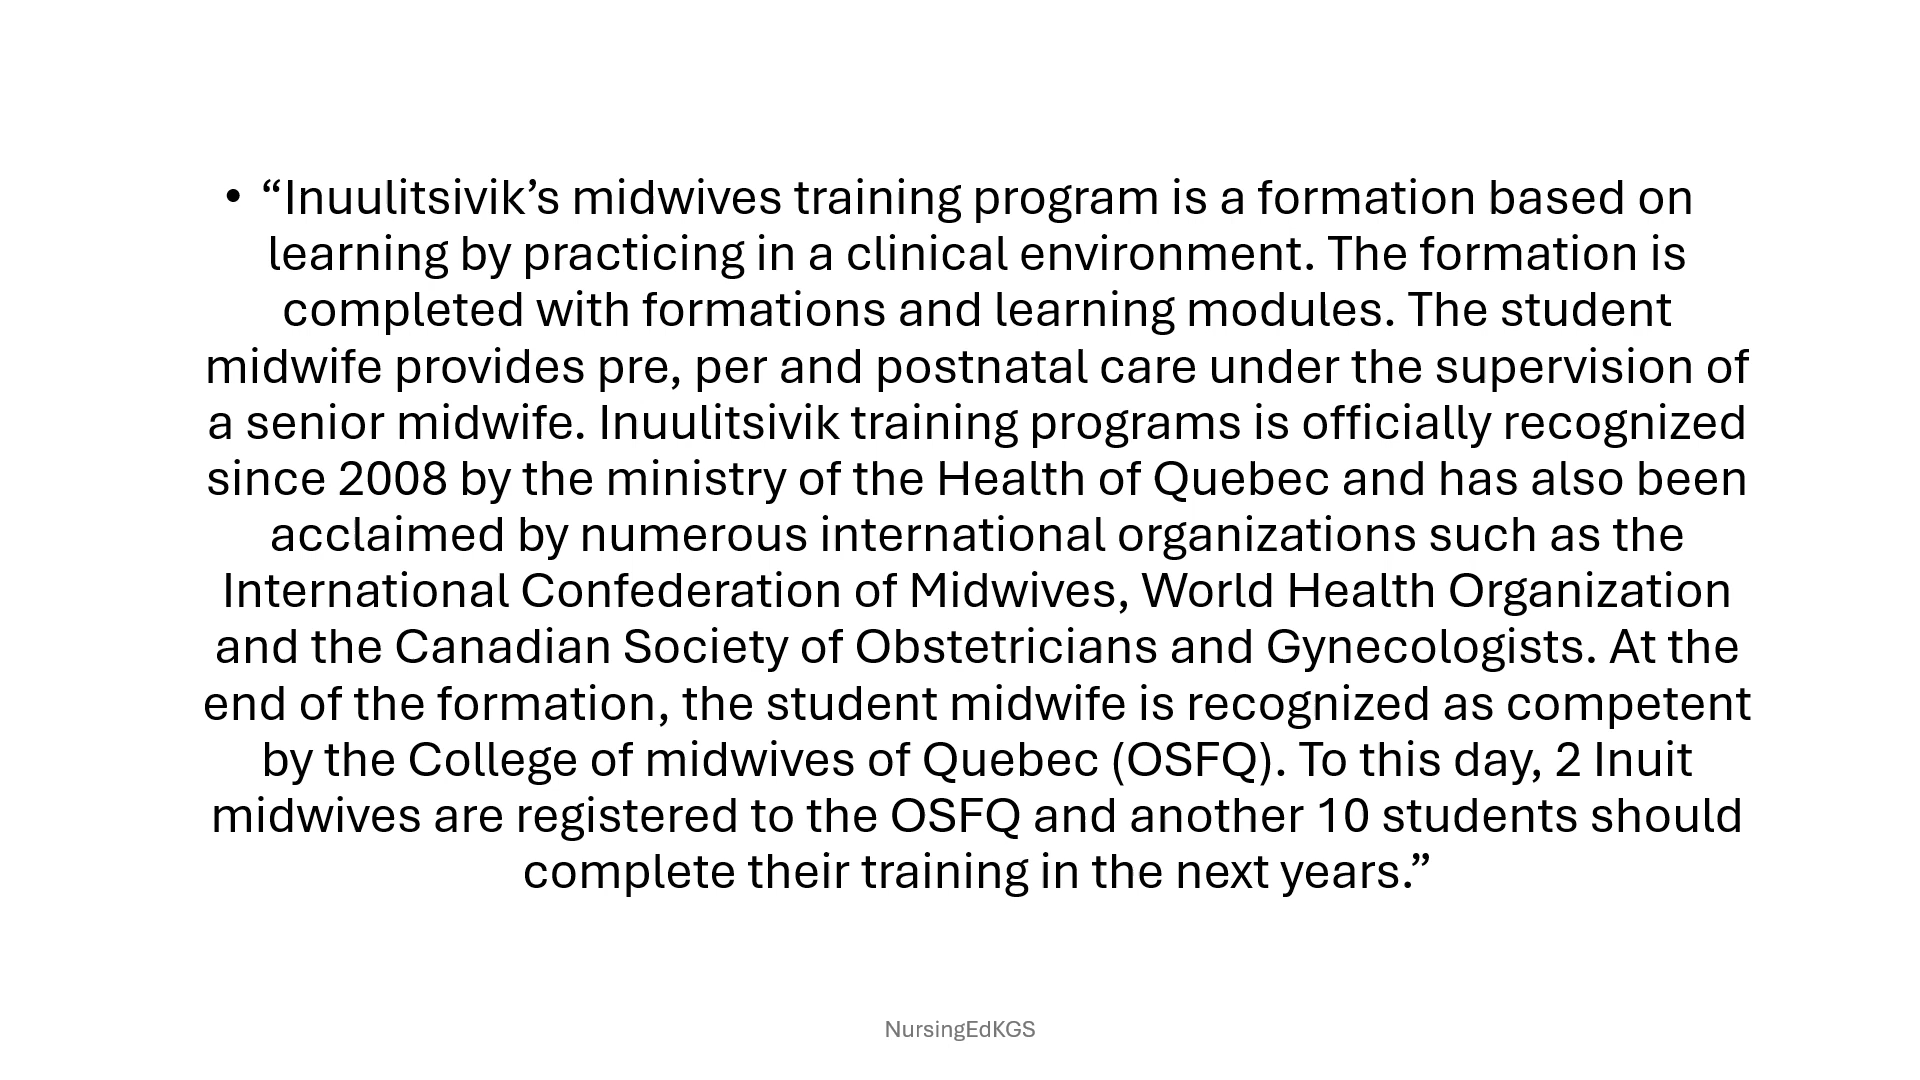 • “Inuulitsivik’s midwives training program is a formation based on
learning by practicing in a clinical environment. The formation is
completed with formations and learning modules. The student
midwife provides pre, per and postnatal care under the supervision of
a senior midwife. Inuulitsivik training programs is officially recognized
since 2008 by the ministry of the Health of Quebec and has also been
acclaimed by numerous international organizations such as the
International Confederation of Midwives, World Health Organization
and the Canadian Society of Obstetricians and Gynecologists. At the
end of the formation, the student midwife is recognized as competent
by the College of midwives of Quebec (OSFQ). To this day, 2 Inuit
midwives are registered to the OSFQ and another 10 students should
complete their training in the next years.”
NursingEdKGS